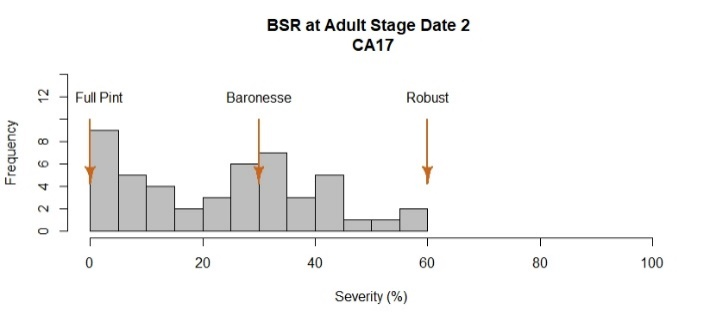 BSR at Adult Stage Date 2
CA17
Full Pint
Baronesse
Robust
Frequency
12
8
6
4
2
0
0
20
40
60
80
100
Severity (%)